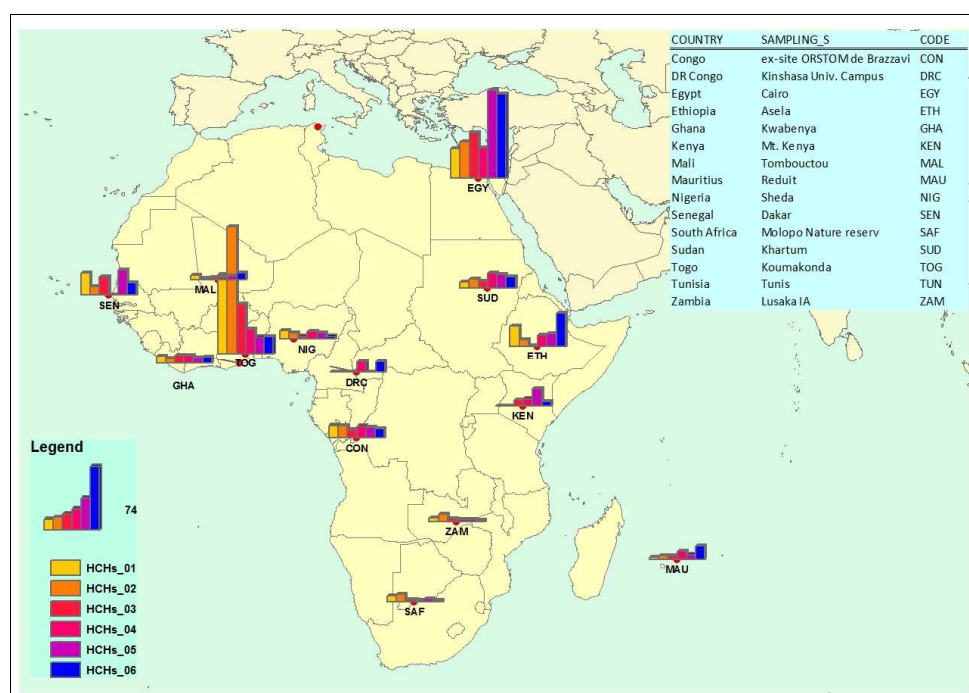 COUNTRY SAMPLING_S CODE
Congo ex-site ORSTOM de Brazzavi CON
DR Congo Kinshasa Univ. Campus DRC
Egypt Cairo EGY
Ethiopia Asela ETH
Ghana Kwabenya GHA
Kenya Mt. Kenya KEN
Mali Tombouctou MAL
Mauritius Reduit MAU
Nigeria Sheda NIG
Senegal Dakar SEN
South Africa Molopo Nature reserv SAF
Sudan Khartum SUD
Togo Koumakonda TOG
Tunisia Tunis TUN
Zambia Lusaka IA ZAM
EGY
SEN
MAL
SUD
NIG
TOG
ETH
GHA
DRC
KEN
CON
ZAM
MAU
SAF
Legend
74
HCHs_01
HCHs_02
HCHs_03
HCHs_04
HCHs_05
HCHs_06